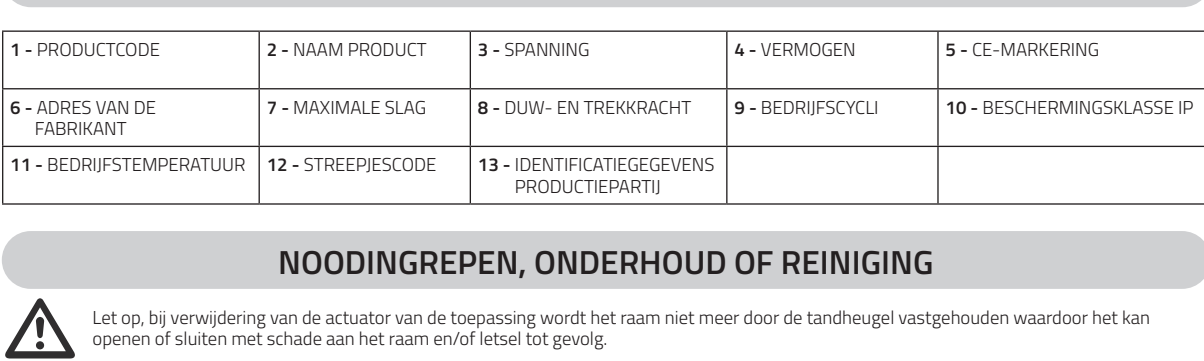 1 - PRODUCTCODE
2 - NAAM PRODUCT
3 - SPANNING
4 - VERMOGEN
5 - CE-MARKERING
6 - ADRES VAN DE
FABRIKANT
7 - MAXIMALE SLAG
8 - DUW- EN TREKKRACHT
9 - BEDRIJFSCYCLI
10 - BESCHERMINGSKLASSE IP
11 - BEDRIJFSTEMPERATUUR
12 - STREEPJESCODE
13 - IDENTIFICATIEGEGEVENS
PRODUCTIEPARTIJ
NOODINGREPEN, ONDERHOUD OF REINIGING
Let op, bij verwijdering van de actuator van de toepassing wordt het raam niet meer door de tandheugel vastgehouden waardoor het kan
openen of sluiten met schade aan het raam en/of letsel tot gevolg.